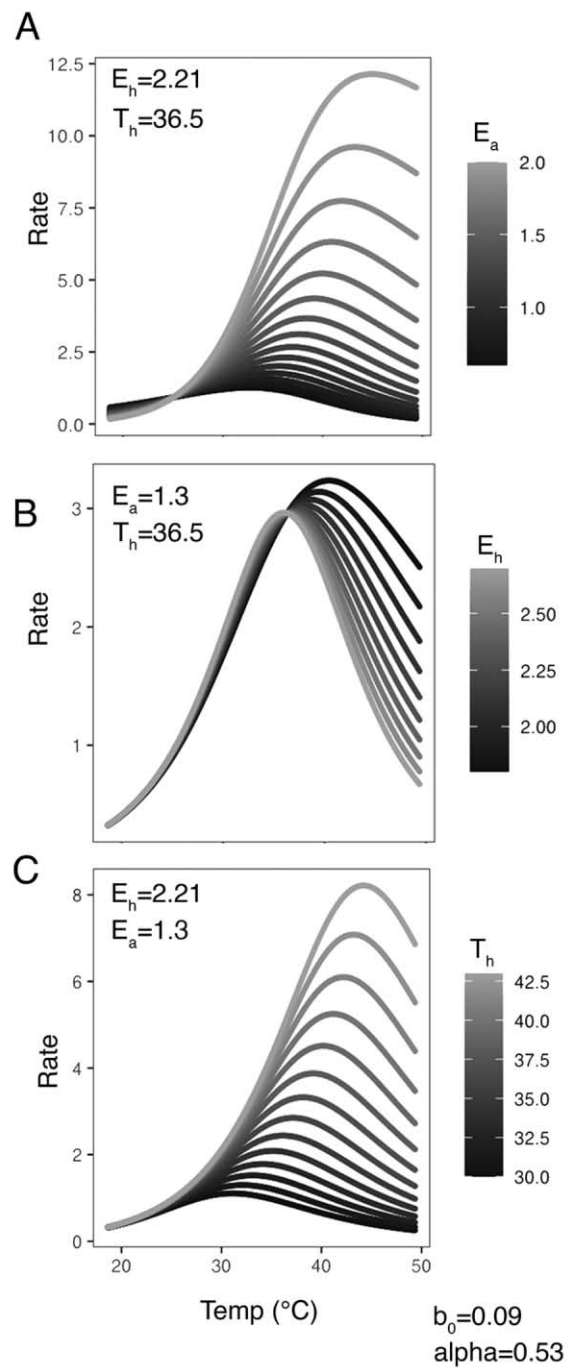 A
E_h=2.21
T_h=36.5
12.5
10.0
7.5
5.0
2.5
0.0
Rate
E_a
2.0
1.5
1.0
B
E_a=1.3
T_h=36.5
3
2
1
Rate
E_h
2.50
2.25
2.00
C
E_h=2.21
E_a=1.3
8
6
4
2
0
Rate
T_h
42.5
40.0
37.5
35.0
32.5
30.0
20 30 40 50
Temp (°C)
b_0=0.09
alpha=0.53